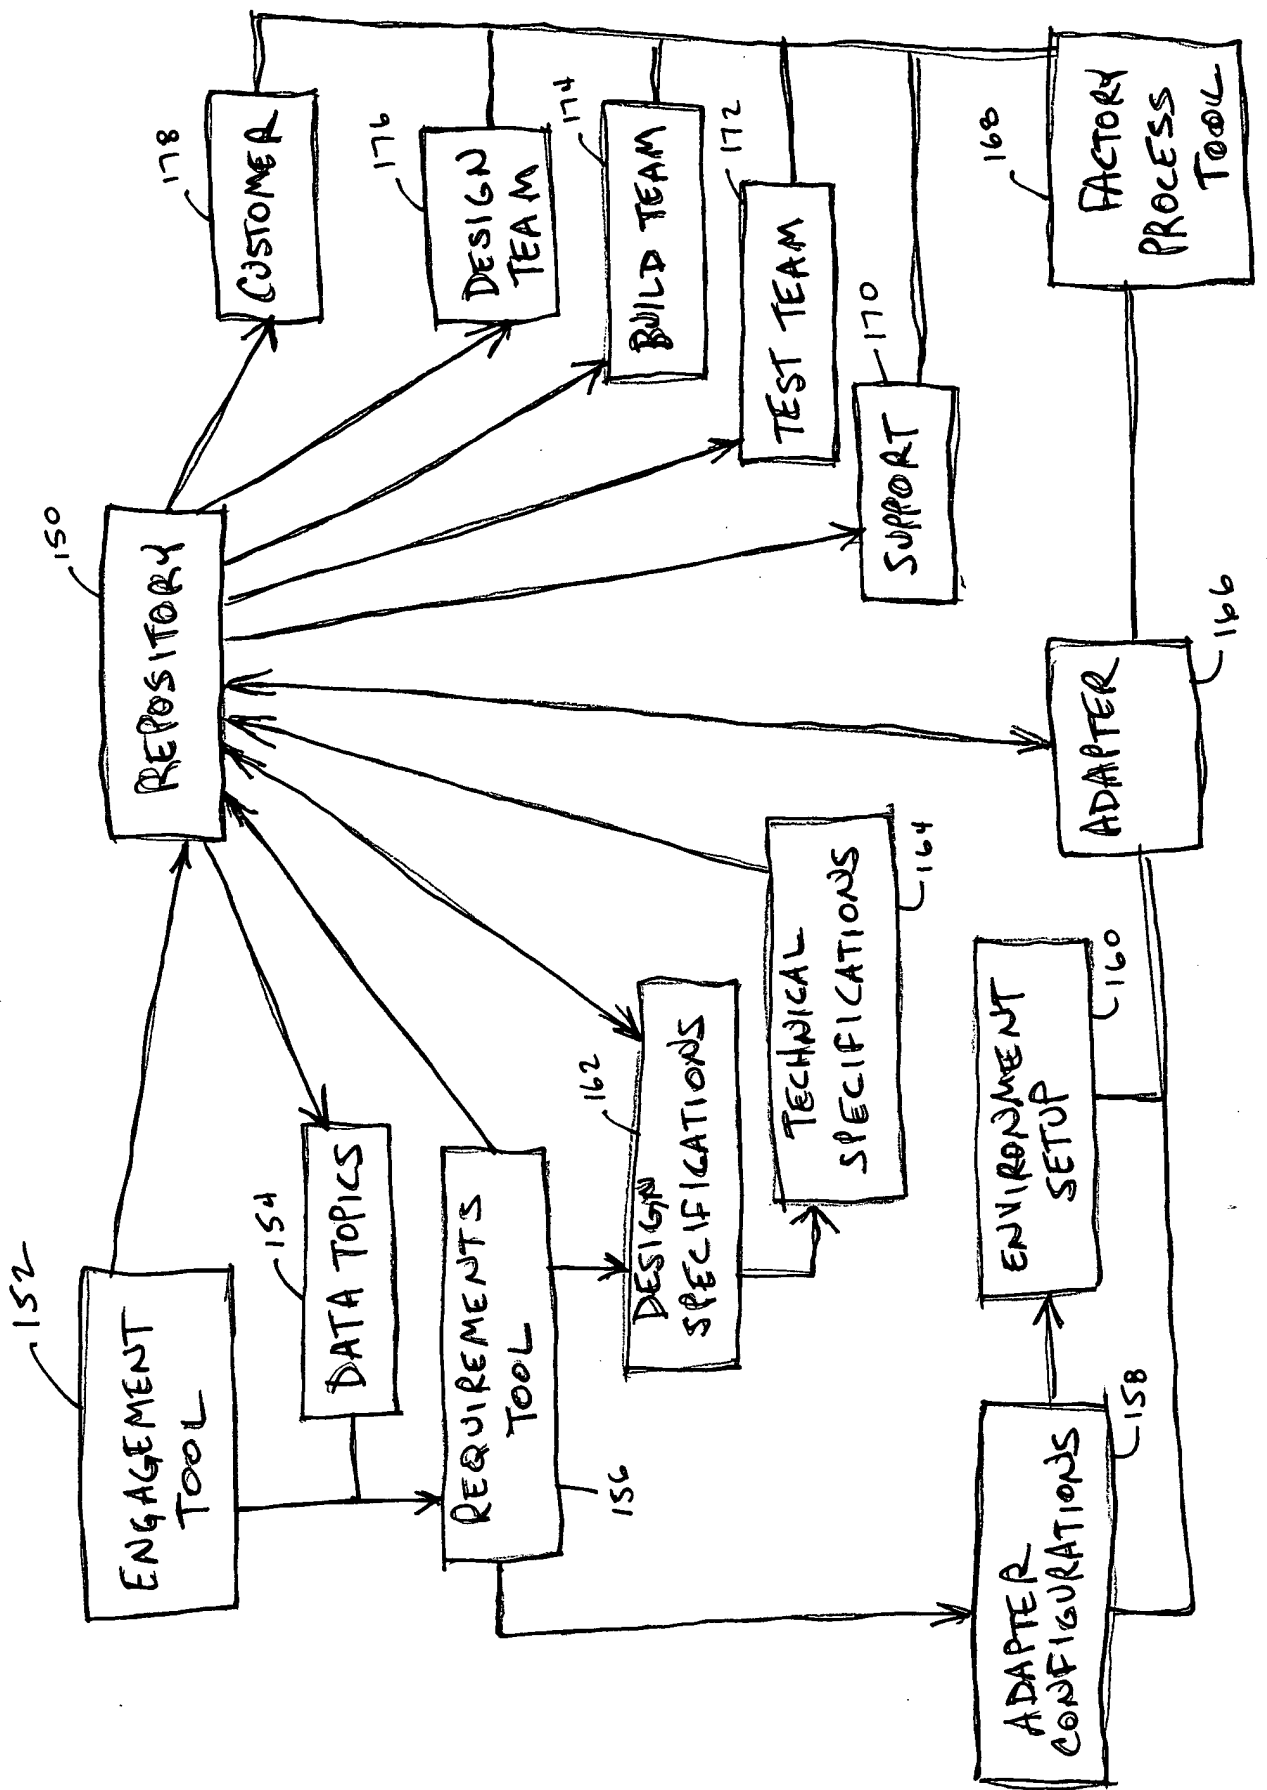 152
ENGAGEMENT
TOOL
150
REPOSITORY
178
CUSTOMER
154
DATA TOPICS
176
DESIGN
TEAM
REQUIREMENTS
TOOL
156
174
BUILD TEAM
162
DESIGN
SPECIFICATIONS
172
TEST TEAM
TECHNICAL
SPECIFICATIONS
164
170
SUPPORT
ADAPTER
CONFIGURATIONS
158
ENVIRONMENT
SETUP
160
ADAPTER
166
168
FACTORY
PROCESS
TOOL